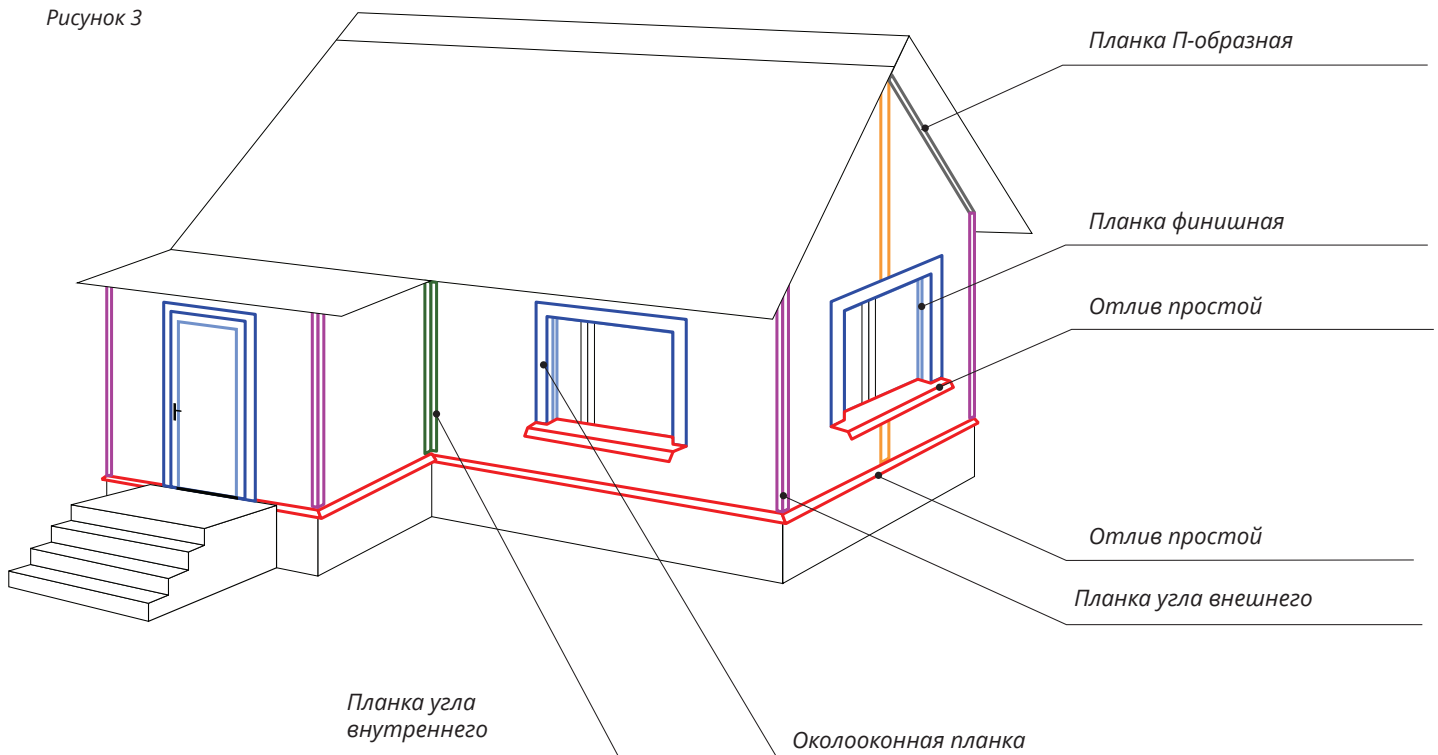 Рисунок 3
Планка П-образная
Планка финишная
Отлив простой
Отлив простой
Планка угла внешнего
Планка угла
внутреннего
Околооконная планка